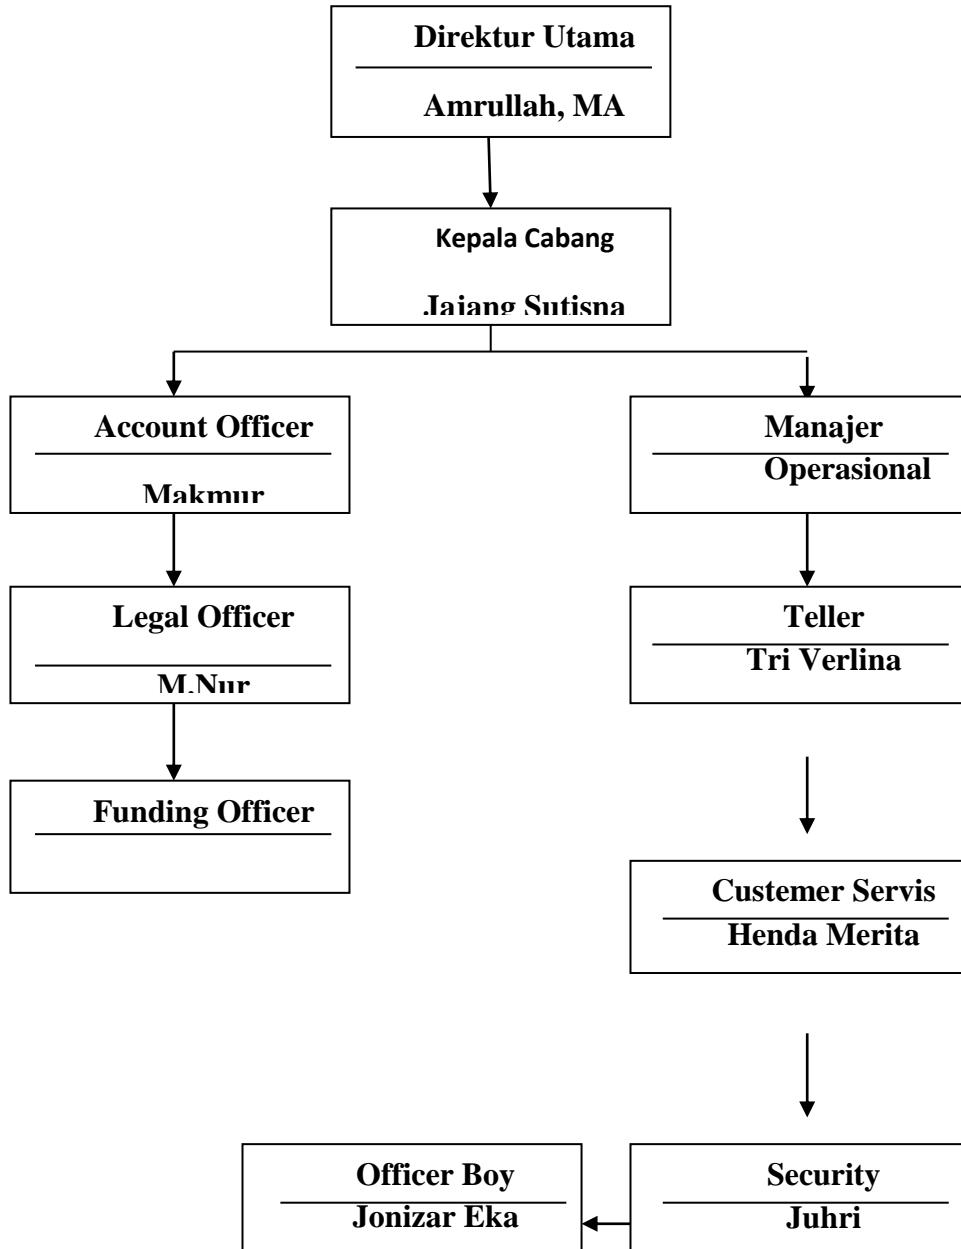 Direktur Utama
Amrullah, MA
Kepala Cabang
Jajang Sutisna
Account Officer
Makmur
Manajer
Operasional
Legal Officer
M.Nur
Teller
Tri Verlina
Funding Officer
Custemer Servis
Henda Merita
Officer Boy
Jonizar Eka
Security
Juhri